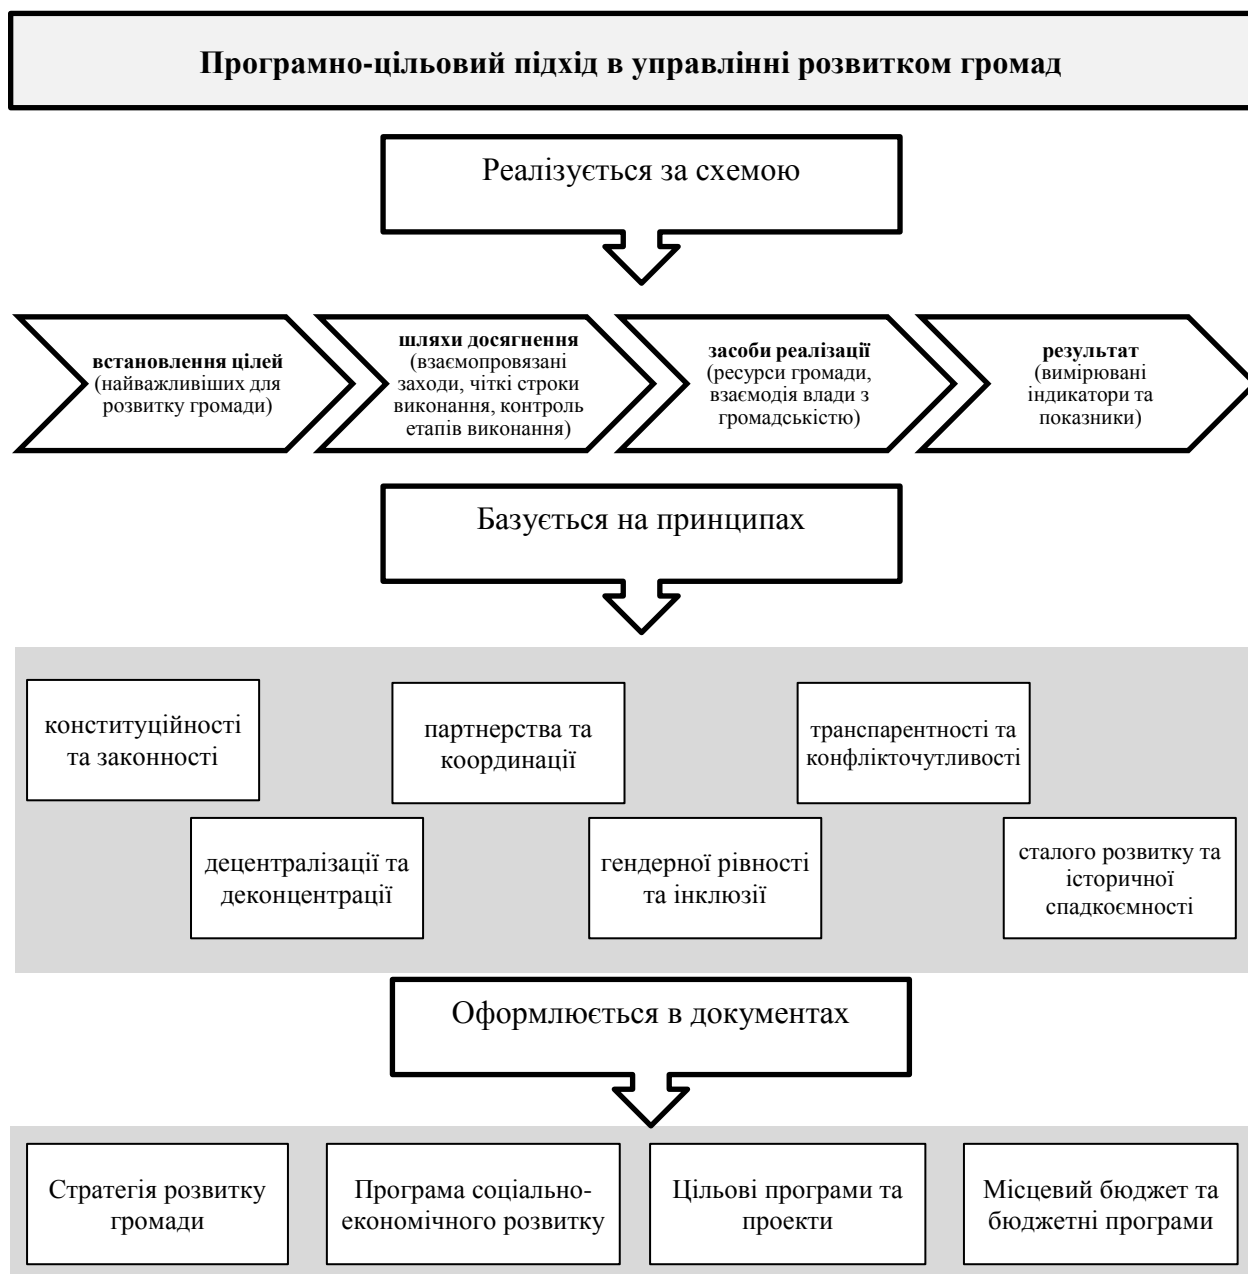 Програмно-цільовий підхід в управлінні розвитком громад
Реалізується за схемою
встановлення цілей
(найважливіших для
розвитку громади)
шляхи досягнення
(взаємопровязані
заходи, чіткі строки
виконання, контроль
етапів виконання)
засоби реалізації
(ресурси громади,
взаємодія влади з
громадськістю)
результат
(вимірювані
індикатори та
показники)
Базується на принципах
конституційності
та законності
партнерства та
координації
транспарентності та
конфлікточутливості
децентралізації та
деконцентрації
гендерної рівності
та інклюзії
сталого розвитку та
історичної
спадкоємності
Оформлюється в документах
Стратегія розвитку
громади
Програма соціально-
економічного розвитку
Цільові програми та
проекти
Місцевий бюджет та
бюджетні програми